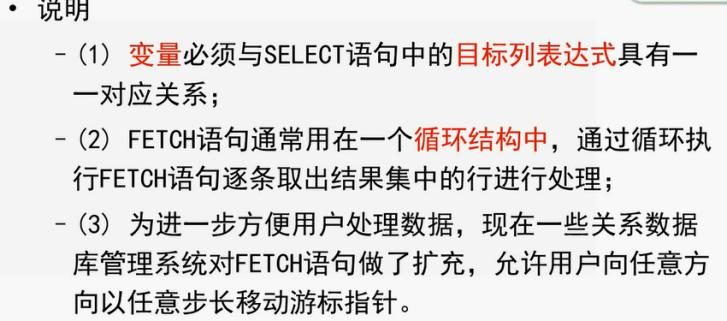 • 说明
– (1) 变量必须与SELECT语句中的目标列表达式具有一
一对应关系；
– (2) FETCH语句通常用在一个循环结构中，通过循环执
行FETCH语句逐条取出结果集中的行进行处理；
– (3) 为进一步方便用户处理数据，现在一些关系数据
库管理系统对FETCH语句做了扩充，允许用户向任意方
向以任意步长移动游标指针。